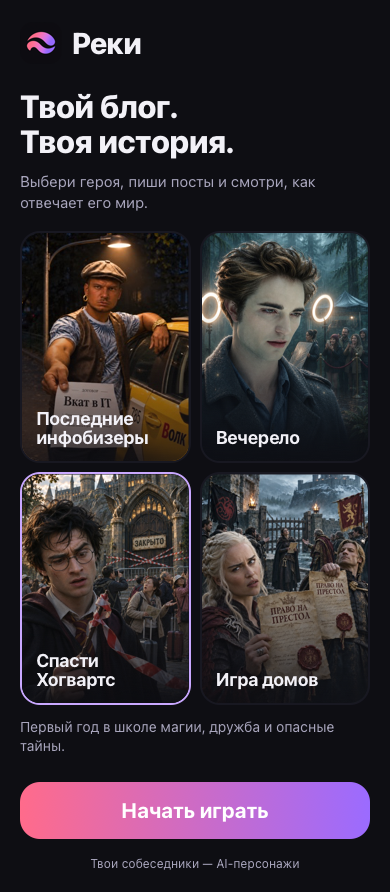 Реки
Твой блог.
Твоя история.
Выбери героя, пиши посты и смотри, как
отвечает его мир.
Вкат в IT
Волк
Последние
инфобизеры
Вечерело
ЗАКРЫТО
Спасти
Хогвартс
ПРАВО НА
ПРЕСТОЛ
ПРАВО НА
ПРЕСТОЛ
Игра домов
Первый год в школе магии, дружба и опасные
тайны.
Начать играть
Твои собеседники — AI-персонажи